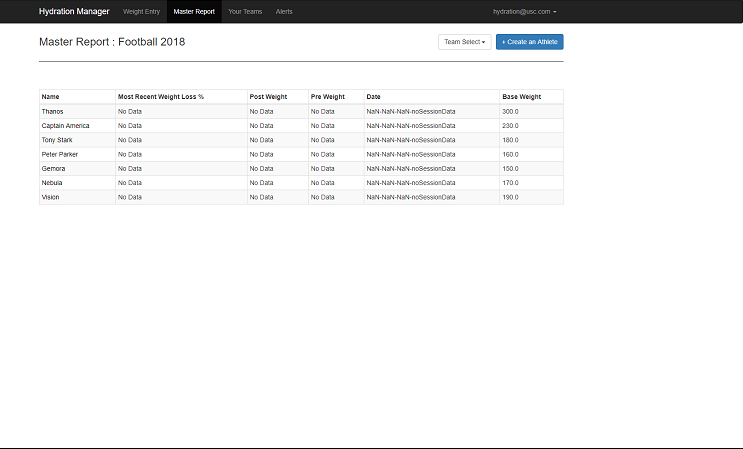 Hydration Manager Weight Entry Master Report Your Teams Alerts hydration@usc.com
Master Report : Football 2018 Team Select + Create an Athlete
Name Most Recent Weight Loss % Post Weight Pre Weight Date Base Weight
Thanos No Data No Data No Data NaN-NaN-NaN-noSessionData 300.0
Captain America No Data No Data No Data NaN-NaN-NaN-noSessionData 230.0
Tony Stark No Data No Data No Data NaN-NaN-NaN-noSessionData 180.0
Peter Parker No Data No Data No Data NaN-NaN-NaN-noSessionData 160.0
Gemora No Data No Data No Data NaN-NaN-NaN-noSessionData 150.0
Nebula No Data No Data No Data NaN-NaN-NaN-noSessionData 170.0
Vision No Data No Data No Data NaN-NaN-NaN-noSessionData 190.0